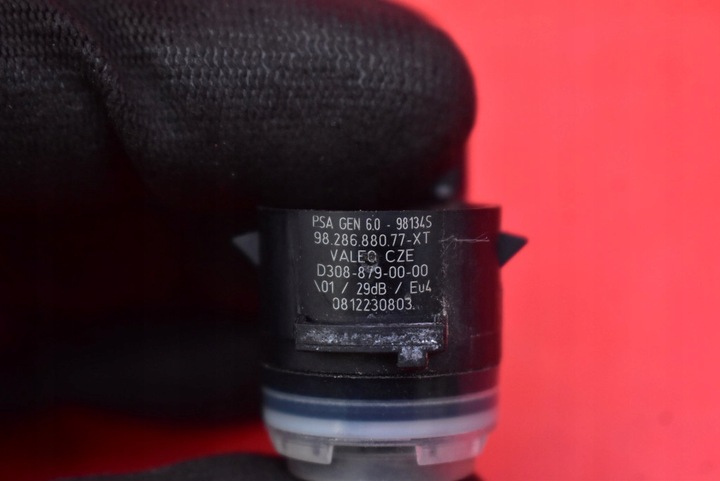 PSA GEN 6.0 - 98134S
98.286.880.77-XT
VALEO CZE
D308-879-00-00
\01 / 29dB / Eu4
0812230803